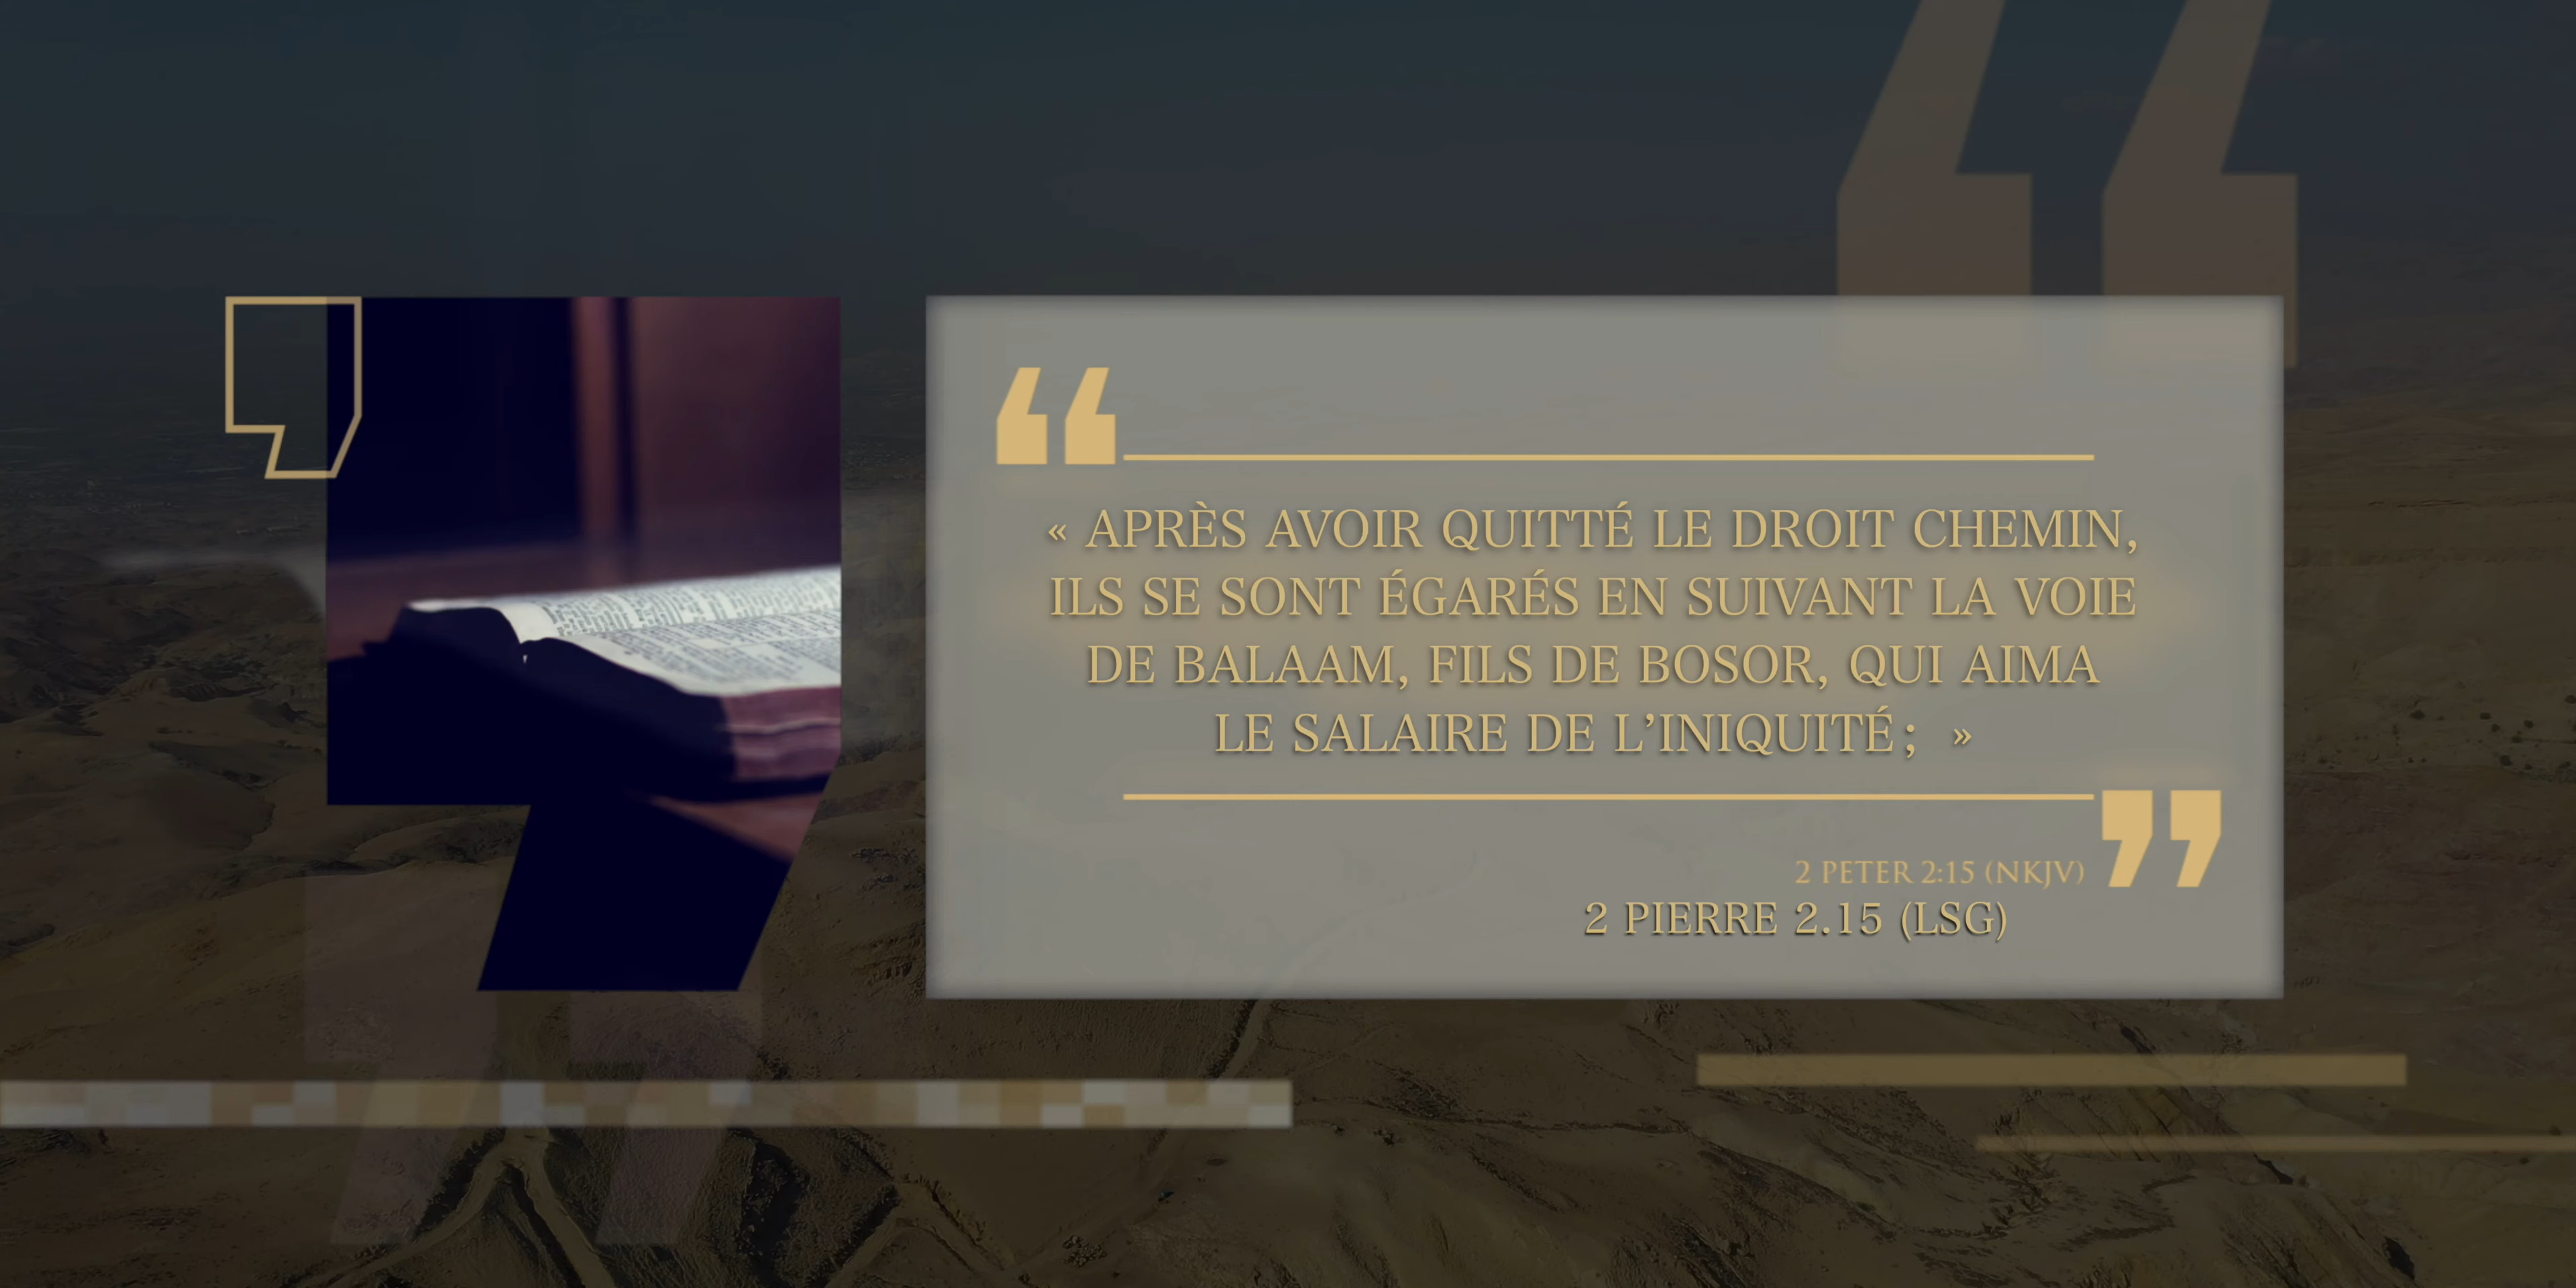 « APRÈS AVOIR QUITTÉ LE DROIT CHEMIN,
ILS SE SONT ÉGARÉS EN SUIVANT LA VOIE
DE BALAAM, FILS DE BOSOR, QUI AIMA
LE SALAIRE DE L’INIQUITÉ ; »
2 PETER 2:15 (NKJV)
2 PIERRE 2.15 (LSG)